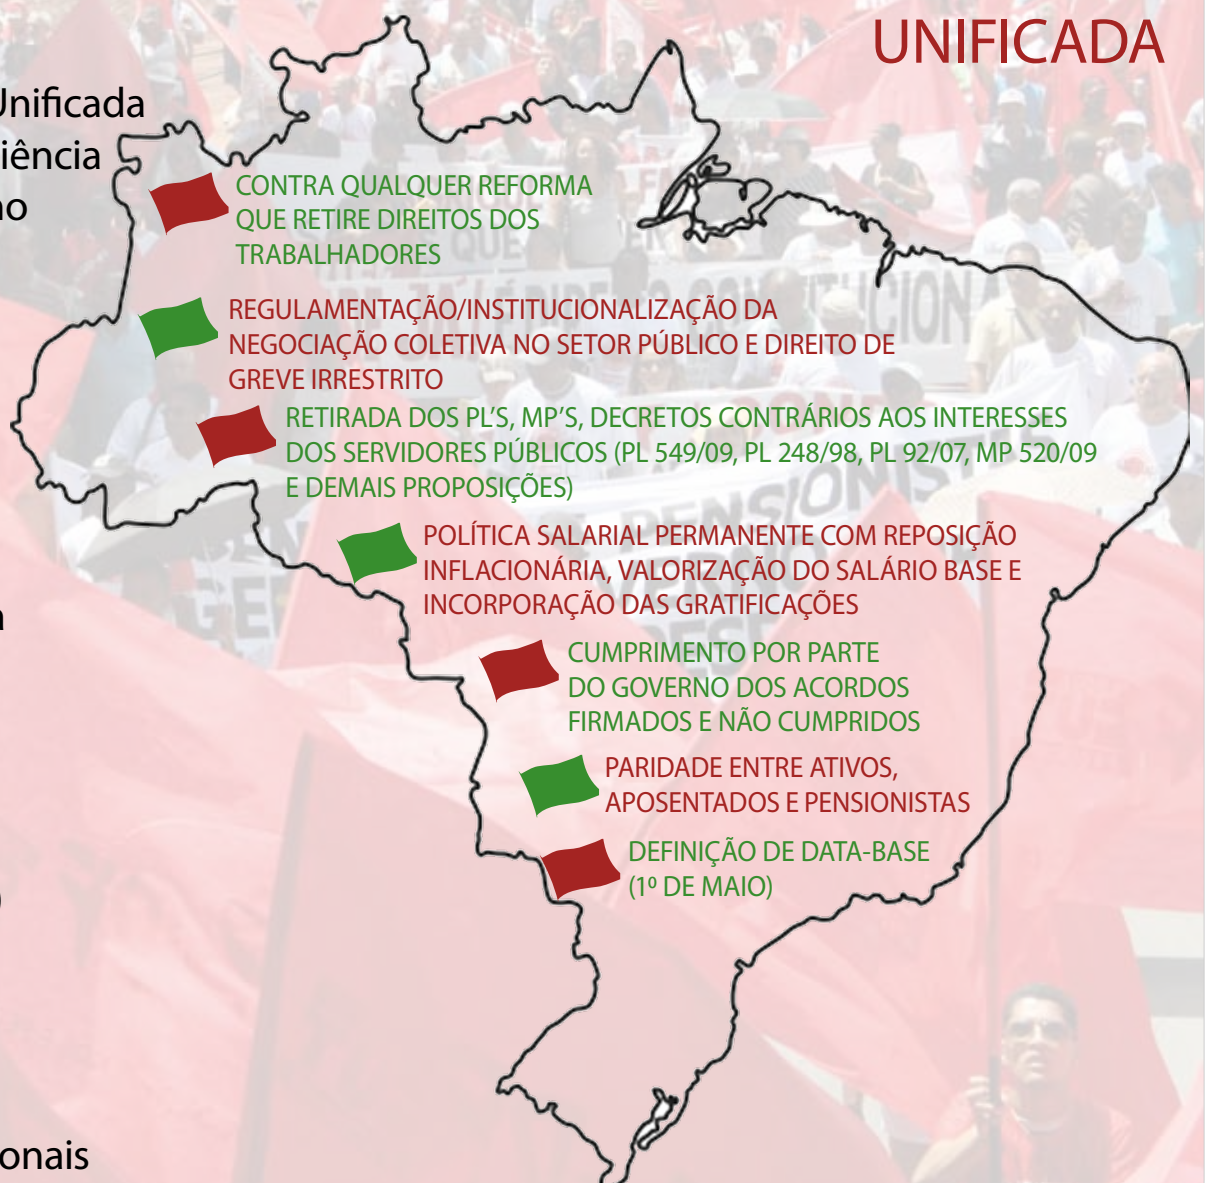 UNIFICADA
Unificada
CONTRA QUALQUER REFORMA
QUE RETIRE DIREITOS DOS
TRABALHADORES
REGULAMENTAÇÃO/INSTITUCIONALIZAÇÃO DA
NEGOCIAÇÃO COLETIVA NO SETOR PÚBLICO E DIREITO DE
GREVE IRRESTRITO
RETIRADA DOS PL'S, MP'S, DECRETOS CONTRÁRIOS AOS INTERESSES
DOS SERVIDORES PÚBLICOS (PL 549/09, PL 248/98, PL 92/07, MP 520/09
E DEMAIS PROPOSIÇÕES)
POLÍTICA SALARIAL PERMANENTE COM REPOSIÇÃO
INFLACIONÁRIA, VALORIZAÇÃO DO SALÁRIO BASE E
INCORPORAÇÃO DAS GRATIFICAÇÕES
CUMPRIMENTO POR PARTE
DO GOVERNO DOS ACORDOS
FIRMADOS E NÃO CUMPRIDOS
PARIDADE ENTRE ATIVOS,
APOSENTADOS E PENSIONISTAS
DEFINIÇÃO DE DATA-BASE
(1º DE MAIO)